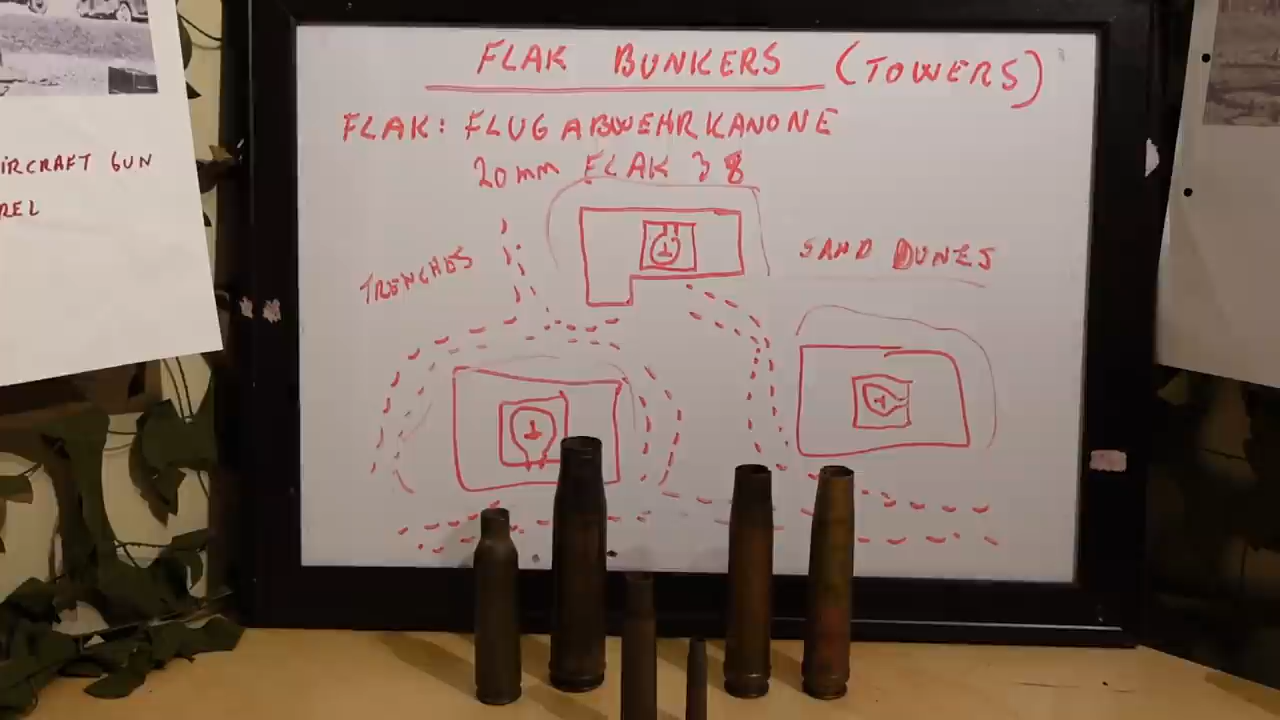 FLAK BUNKERS (TOWERS)
FLAK: FLUGABWEHRKANONE
20mm FLAK 38
TRENCHES
SAND DUNES
IRCRAFT GUN
REL